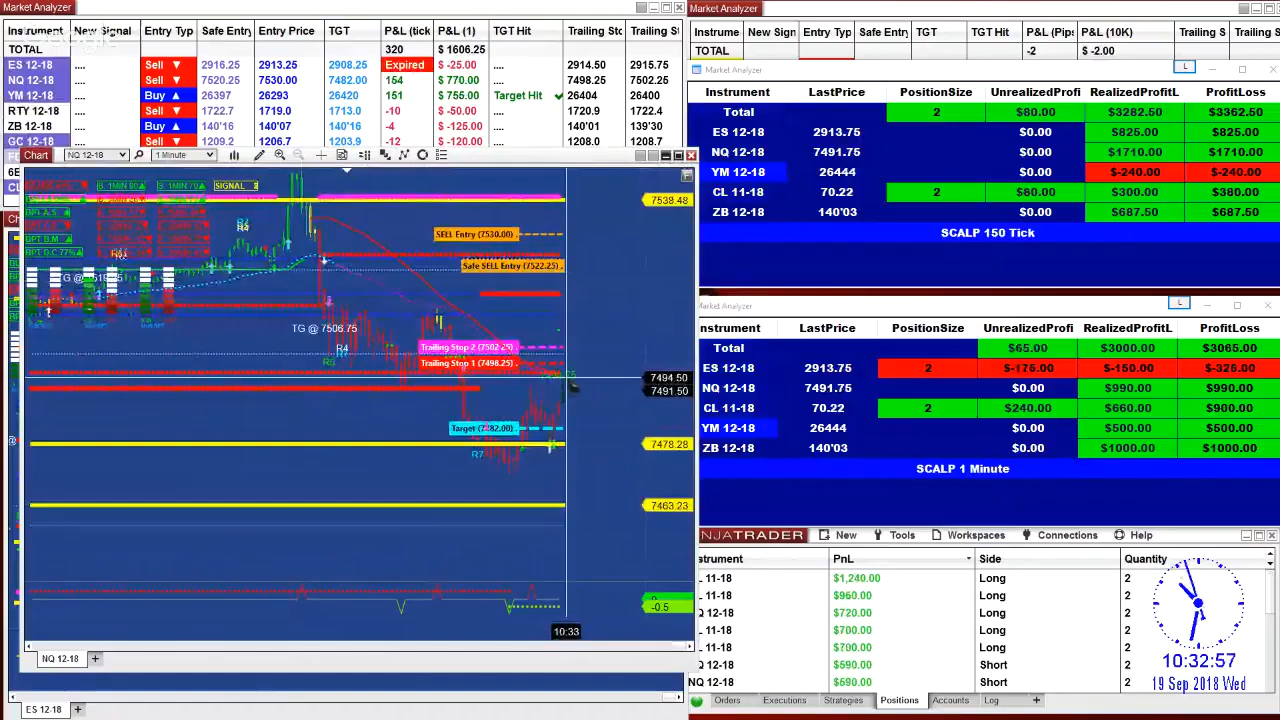 Market Analyzer
Instrument New Signal Entry Typ Safe Entry Entry Price TGT P&L (tick P&L (1) TGT Hit Trailing Sto Trailing St
TOTAL 320 $ 1606.25
ES 12-18 .... Sell ▼ 2916.25 2913.25 2908.25 Expired $ -25.00 .... 2914.50 2915.75
NQ 12-18 .... Sell ▼ 7520.25 7530.00 7482.00 154 $ 770.00 .... 7498.25 7502.25
YM 12-18 .... Buy ▲ 26397 26293 26420 151 $ 755.00 Target Hit ✓ 26404 26400
RTY 12-18 .... Sell ▼ 1722.7 1719.0 1713.0 -10 $ -50.00 .... 1720.9 1722.4
ZB 12-18 .... Buy ▲ 140'16 140'07 140'16 -4 $ -125.00 .... 140'01 139'30
GC 12-18 .... Sell ▼ 1209.2 1206.7 1203.9 -12 $ -120.00 .... 1208.0 1208.7
Chart NQ 12-18 1 Minute
SIGNAL
7538.48
SELL Entry (7530.00)
Safe SELL Entry (7522.25)
TG @ 7506.75
R4
Trailing Stop 2 (7502.25)
Trailing Stop 1 (7498.25)
7494.50
7491.50
Target (7482.00)
7478.28
R7
7463.23
-0.5
10:33
NQ 12-18 +
ES 12-18 +
Market Analyzer
Instrume New Sign Entry Typ Safe Entry TGT TGT Hit P&L (Pips P&L (10K) Trailing S Trailing S
TOTAL -2 $ -2.00
Market Analyzer L
Instrument LastPrice PositionSize UnrealizedProfi RealizedProfitL ProfitLoss
Total 2 $80.00 $3282.50 $3362.50
ES 12-18 2913.75 $0.00 $825.00 $825.00
NQ 12-18 7491.75 $0.00 $1710.00 $1710.00
YM 12-18 26444 $0.00 $-240.00 $-240.00
CL 11-18 70.22 2 $80.00 $300.00 $380.00
ZB 12-18 140'03 $0.00 $687.50 $687.50
SCALP 150 Tick
Market Analyzer L
nstrument LastPrice PositionSize UnrealizedProfi RealizedProfitL ProfitLoss
Total $65.00 $3000.00 $3065.00
ES 12-18 2913.75 2 $-175.00 $-150.00 $-325.00
NQ 12-18 7491.75 $0.00 $990.00 $990.00
CL 11-18 70.22 2 $240.00 $660.00 $900.00
YM 12-18 26444 $0.00 $500.00 $500.00
ZB 12-18 140'03 $0.00 $1000.00 $1000.00
SCALP 1 Minute
NJATRADER New Tools Workspaces Connections Help
strument PnL Side Quantity
L 11-18 $1,240.00 Long 2
L 11-18 $960.00 Long 2
Q 12-18 $720.00 Long 2
L 11-18 $700.00 Long 2
L 11-18 $700.00 Long 2
Q 12-18 $590.00 Short 2
NQ 12-18 $590.00 Short 2
10:32:57
19 Sep 2018 Wed
Orders Executions Strategies Positions Accounts Log +